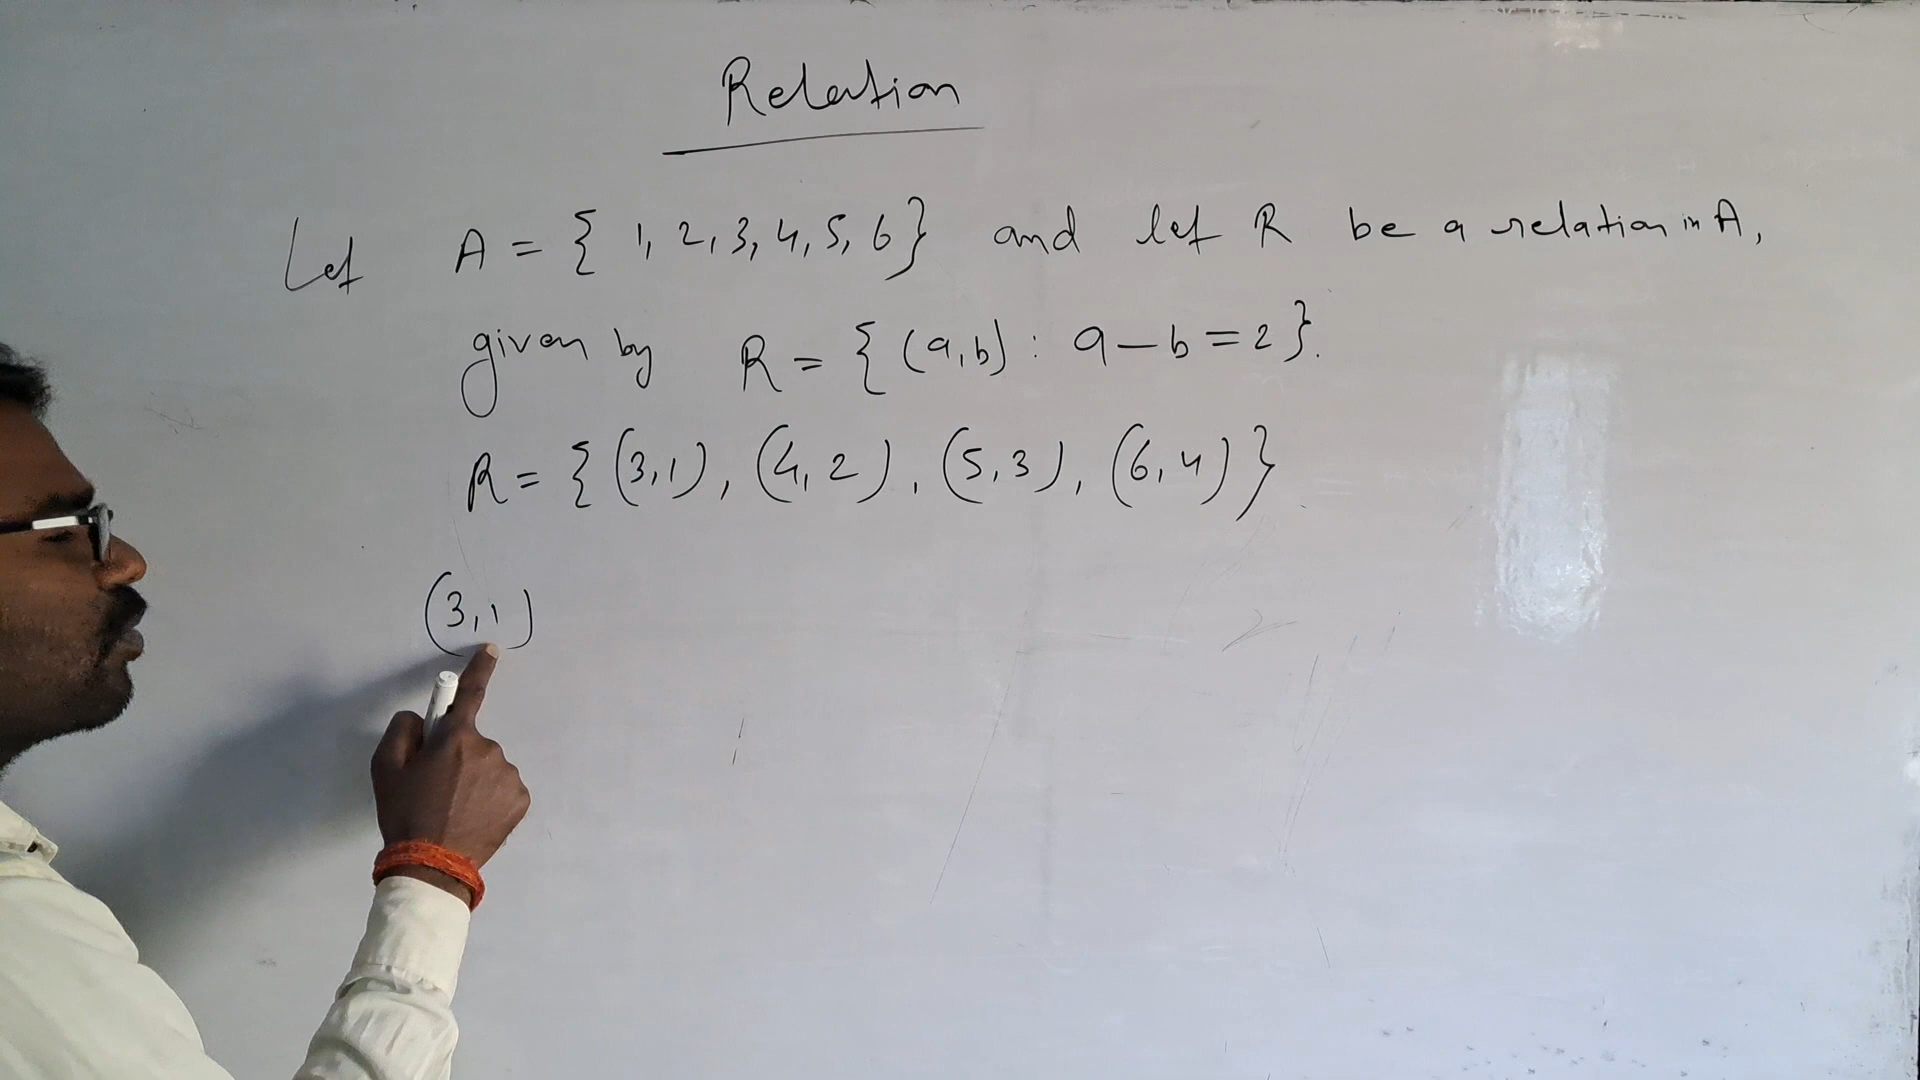 Relation
Let A = { 1, 2, 3, 4, 5, 6 } and let R be a relation in A,
given by R = { (a, b) : a – b = 2 }.
R = { (3, 1), (4, 2), (5, 3), (6, 4) }
(3, 1)